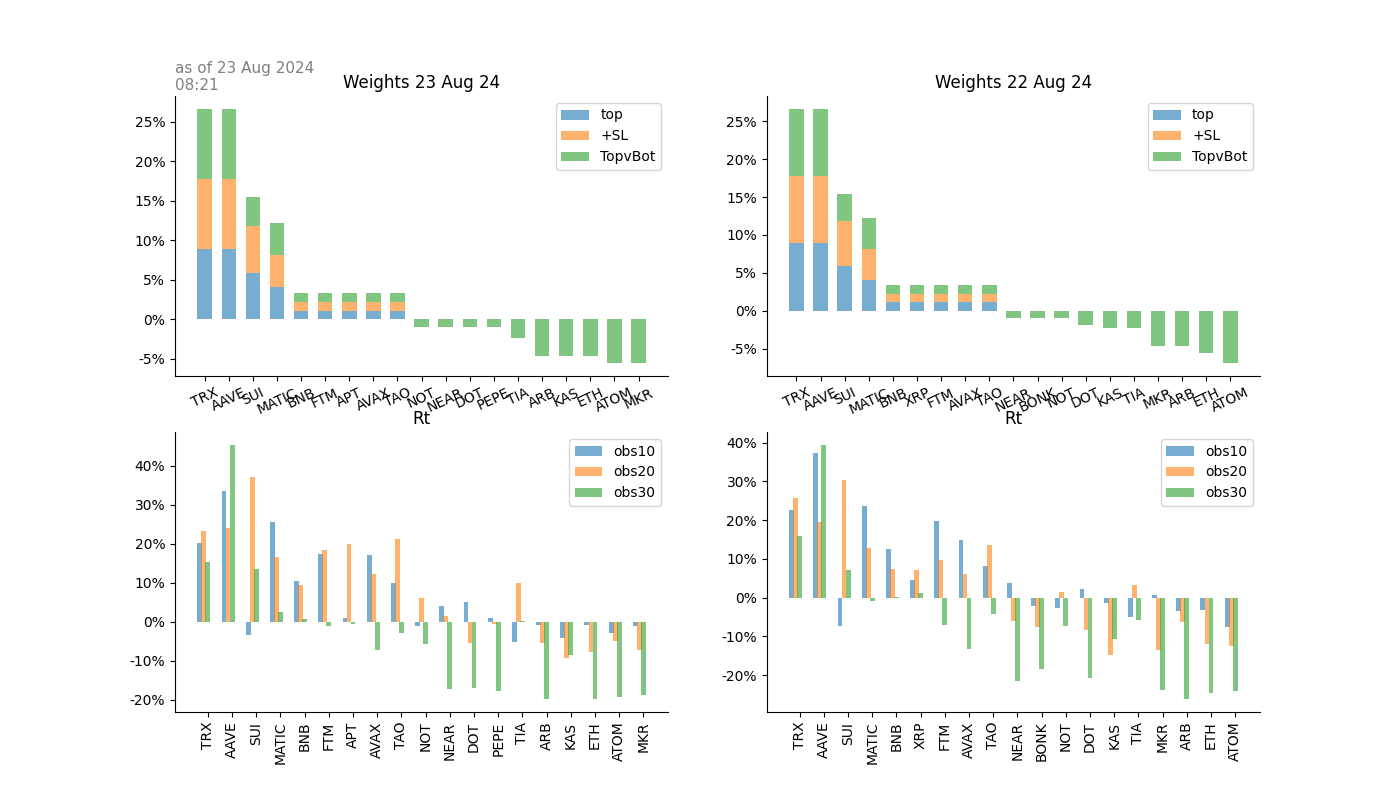 as of 23 Aug 2024
08:21
Weights 23 Aug 24
25%
20%
15%
10%
5%
0%
-5%
top
+SL
TopvBot
TRX AAVE SUI MATIC BNB FTM APT AVAX TAO NOT NEAR DOT PEPE TIA ARB KAS ETH ATOM MKR
Weights 22 Aug 24
25%
20%
15%
10%
5%
0%
-5%
top
+SL
TopvBot
TRX AAVE SUI MATIC BNB XRP FTM AVAX TAO NEAR BONK NOT DOT KAS TIA MKR ARB ETH ATOM
Rt
40%
30%
20%
10%
0%
-10%
-20%
obs10
obs20
obs30
TRX AAVE SUI MATIC BNB FTM APT AVAX TAO NOT NEAR DOT PEPE TIA ARB KAS ETH ATOM MKR
Rt
40%
30%
20%
10%
0%
-10%
-20%
obs10
obs20
obs30
TRX AAVE SUI MATIC BNB XRP FTM AVAX TAO NEAR BONK NOT DOT KAS TIA MKR ARB ETH ATOM